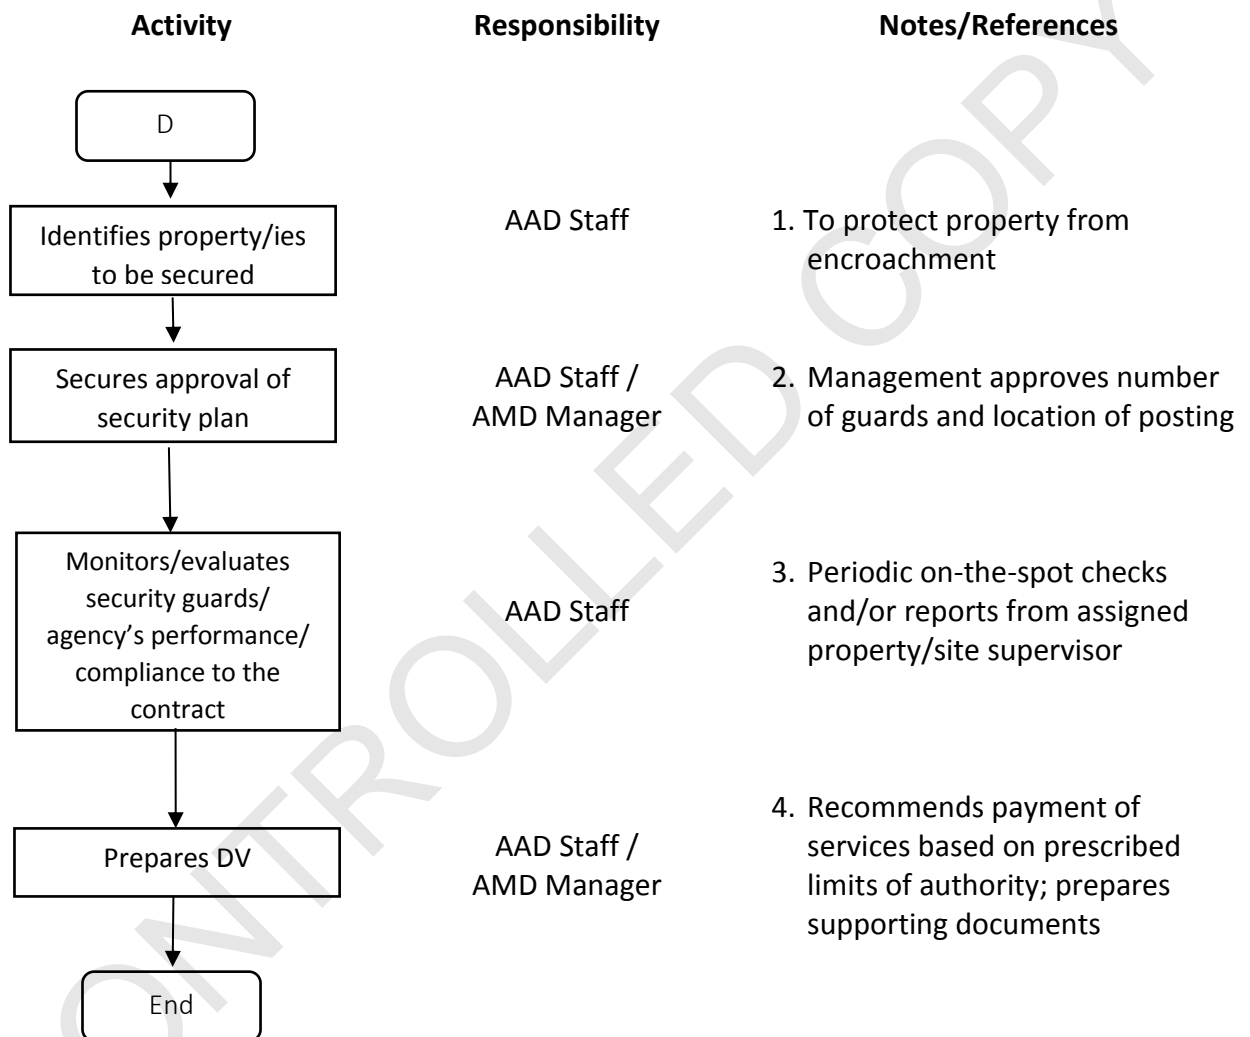 Activity
Responsibility
Notes/References
D
Identifies property/ies
to be secured
AAD Staff
1. To protect property from
encroachment
Secures approval of
security plan
AAD Staff /
AMD Manager
2. Management approves number
of guards and location of posting
Monitors/evaluates
security guards/
agency’s performance/
compliance to the
contract
AAD Staff
3. Periodic on-the-spot checks
and/or reports from assigned
property/site supervisor
Prepares DV
AAD Staff /
AMD Manager
4. Recommends payment of
services based on prescribed
limits of authority; prepares
supporting documents
End
ONTROLLED COPY